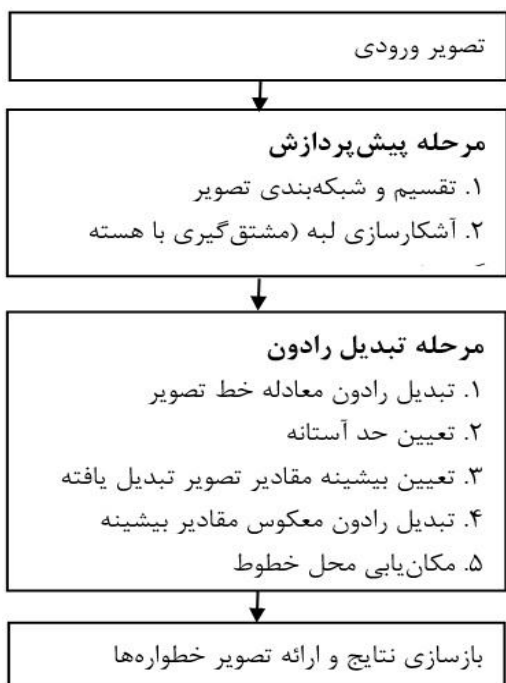 تصویر ورودی
مرحله پیش‌پردازش
۱. تقسیم و شبکه‌بندی تصویر
۲. آشکارسازی لبه (مشتق‌گیری با هسته
مرحله تبدیل رادون
۱. تبدیل رادون معادله خط تصویر
۲. تعیین حد آستانه
۳. تعیین بیشینه مقادیر تصویر تبدیل یافته
۴. تبدیل رادون معکوس مقادیر بیشینه
۵. مکان‌یابی محل خطوط
بازسازی نتایج و ارائه تصویر خطواره‌ها